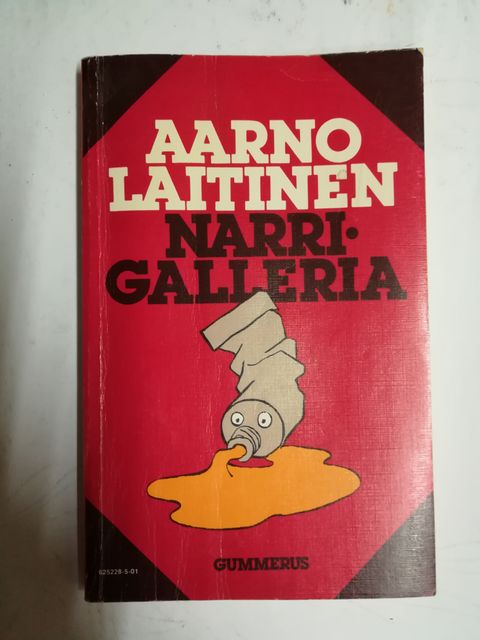 AARNO
LAITINEN
NARRI-
GALLERIA
GUMMERUS
625228-5-01